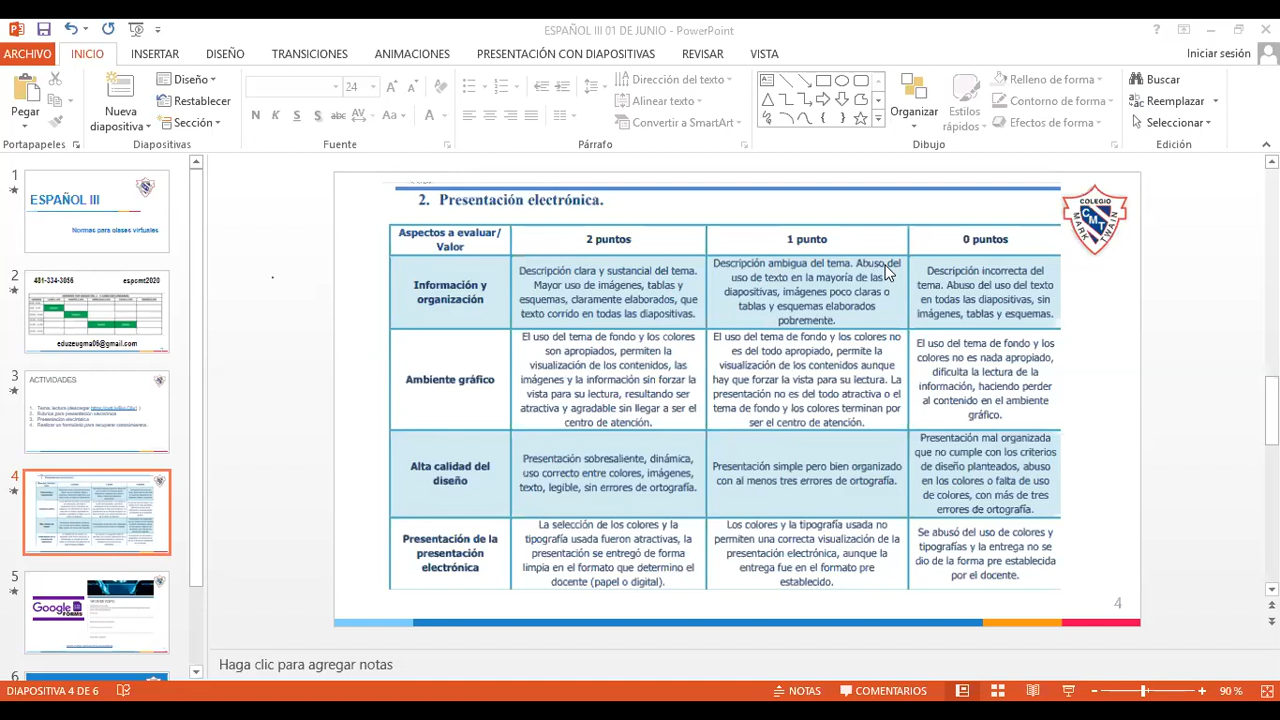 ESPAÑOL III 01 DE JUNIO - PowerPoint
ARCHIVO INICIO INSERTAR DISEÑO TRANSICIONES ANIMACIONES PRESENTACIÓN CON DIAPOSITIVAS REVISAR VISTA Iniciar sesión
Pegar
Portapapeles
Nueva
diapositiva
Diseño
Restablecer
Sección
Diapositivas
24
N K S S abc AV Aa A
Fuente
Dirección del texto
Alinear texto
Convertir a SmartArt
Párrafo
Organizar
Estilos
rápidos
Relleno de forma
Contorno de forma
Efectos de forma
Dibujo
Buscar
Reemplazar
Seleccionar
Edición
1
ESPAÑOL III
Normas para clases virtuales
2
481-334-3056 espcmt2020
eduzeugma06@gmail.com
3
ACTIVIDADES
4
5
Google
FORMS
6
2. Presentación electrónica.
COLEGIO
CMT
MARK TWAIN
Aspectos a evaluar/
Valor
2 puntos
1 punto
0 puntos
Información y
organización
Descripción clara y sustancial del tema.
Mayor uso de imágenes, tablas y
esquemas, claramente elaborados, que
texto corrido en todas las diapositivas.
Descripción ambigua del tema. Abuso del
uso de texto en la mayoría de las
diapositivas, imágenes poco claras o
tablas y esquemas elaborados
pobremente.
Descripción incorrecta del
tema. Abuso del uso del texto
en todas las diapositivas, sin
imágenes, tablas y esquemas.
Ambiente gráfico
El uso del tema de fondo y los colores
son apropiados, permiten la
visualización de los contenidos, las
imágenes y la información sin forzar la
vista para su lectura, resultando ser
atractiva y agradable sin llegar a ser el
centro de atención.
El uso del tema de fondo y los colores no
es del todo apropiado, permite la
visualización de los contenidos aunque
hay que forzar la vista para su lectura. La
presentación no es del todo atractiva o el
tema de fondo y los colores terminan por
ser el centro de atención.
El uso del tema de fondo y los
colores no es nada apropiado,
dificulta la lectura de la
información, haciendo perder
al contenido en el ambiente
gráfico.
Alta calidad del
diseño
Presentación sobresaliente, dinámica,
uso correcto entre colores, imágenes,
texto, legible, sin errores de ortografía.
Presentación simple pero bien organizado
con al menos tres errores de ortografía.
Presentación mal organizada
que no cumple con los criterios
de diseño planteados, abuso
en los colores o falta de uso
de colores, con más de tres
errores de ortografía.
Presentación de la
presentación
electrónica
La selección de los colores y la
tipografía usada fueron atractivas, la
presentación se entregó de forma
limpia en el formato que determino el
docente (papel o digital).
Los colores y la tipografía usada no
permiten una correcta visualización de la
presentación electrónica, aunque la
entrega fue en el formato pre
establecido.
Se abusó del uso de colores y
tipografías y la entrega no se
dio de la forma pre establecida
por el docente.
4
Haga clic para agregar notas
DIAPOSITIVA 4 DE 6 NOTAS COMENTARIOS 90 %